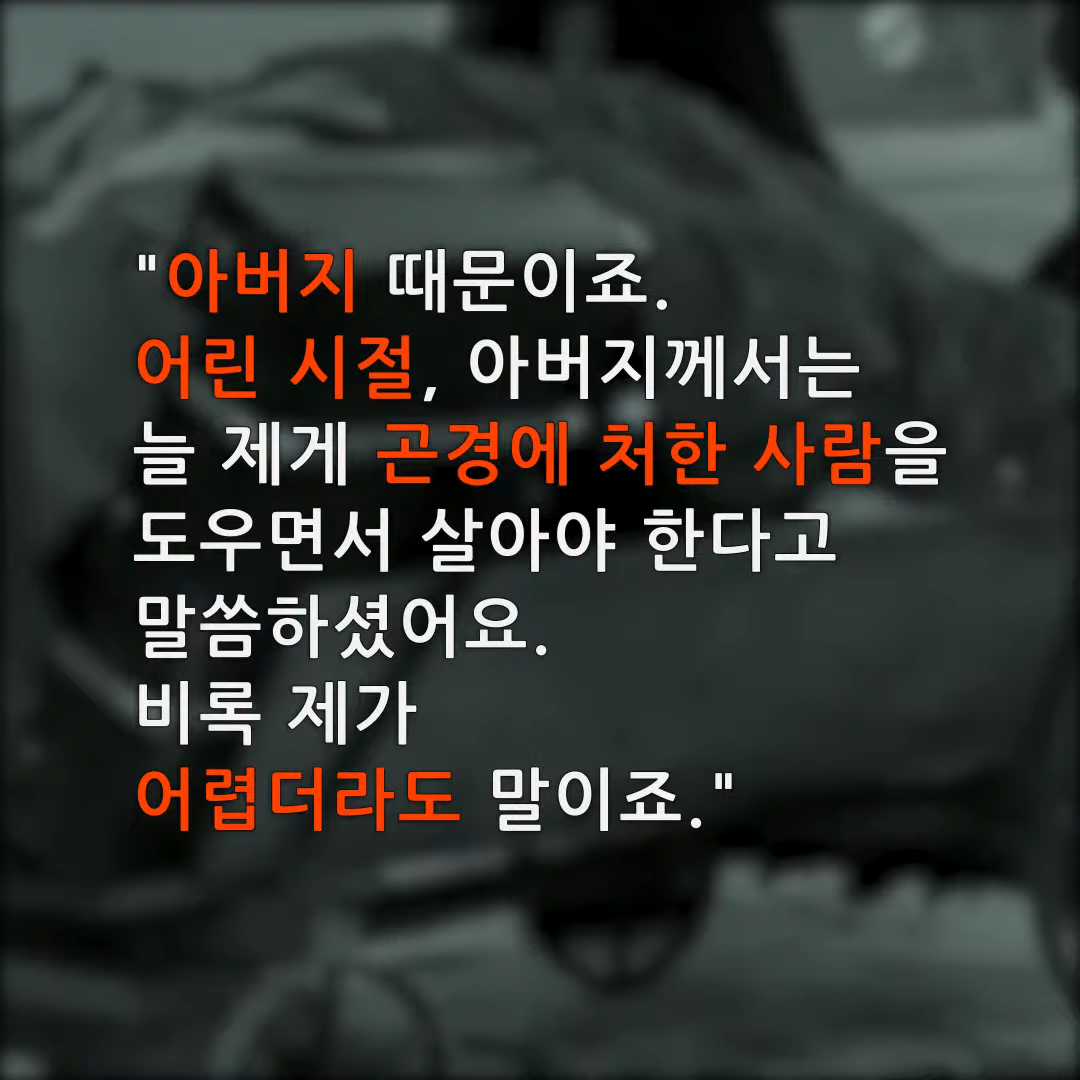 "아버지 때문이죠.
어린 시절, 아버지께서는
늘 제게 곤경에 처한 사람을
도우면서 살아야 한다고
말씀하셨어요.
비록 제가
어렵더라도 말이죠."